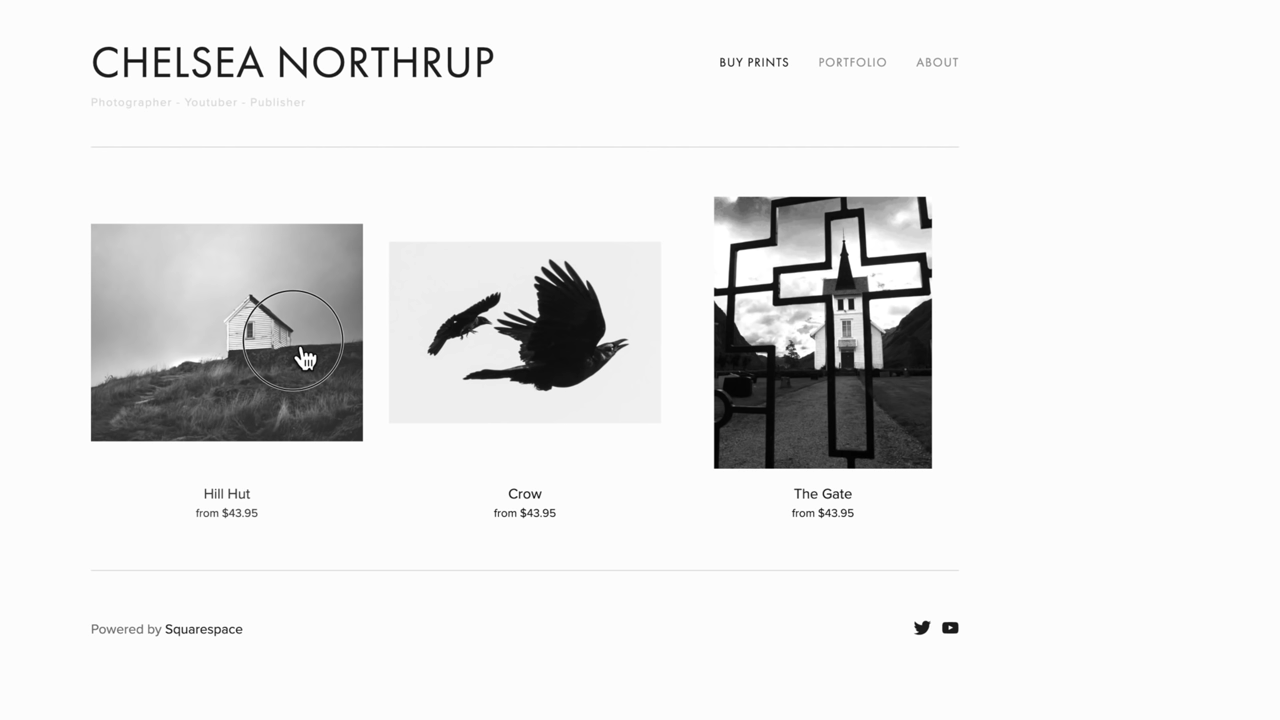 CHELSEA NORTHRUP
BUY PRINTS PORTFOLIO ABOUT
Photographer - Youtuber - Publisher
Hill Hut
from $43.95
Crow
from $43.95
The Gate
from $43.95
Powered by Squarespace